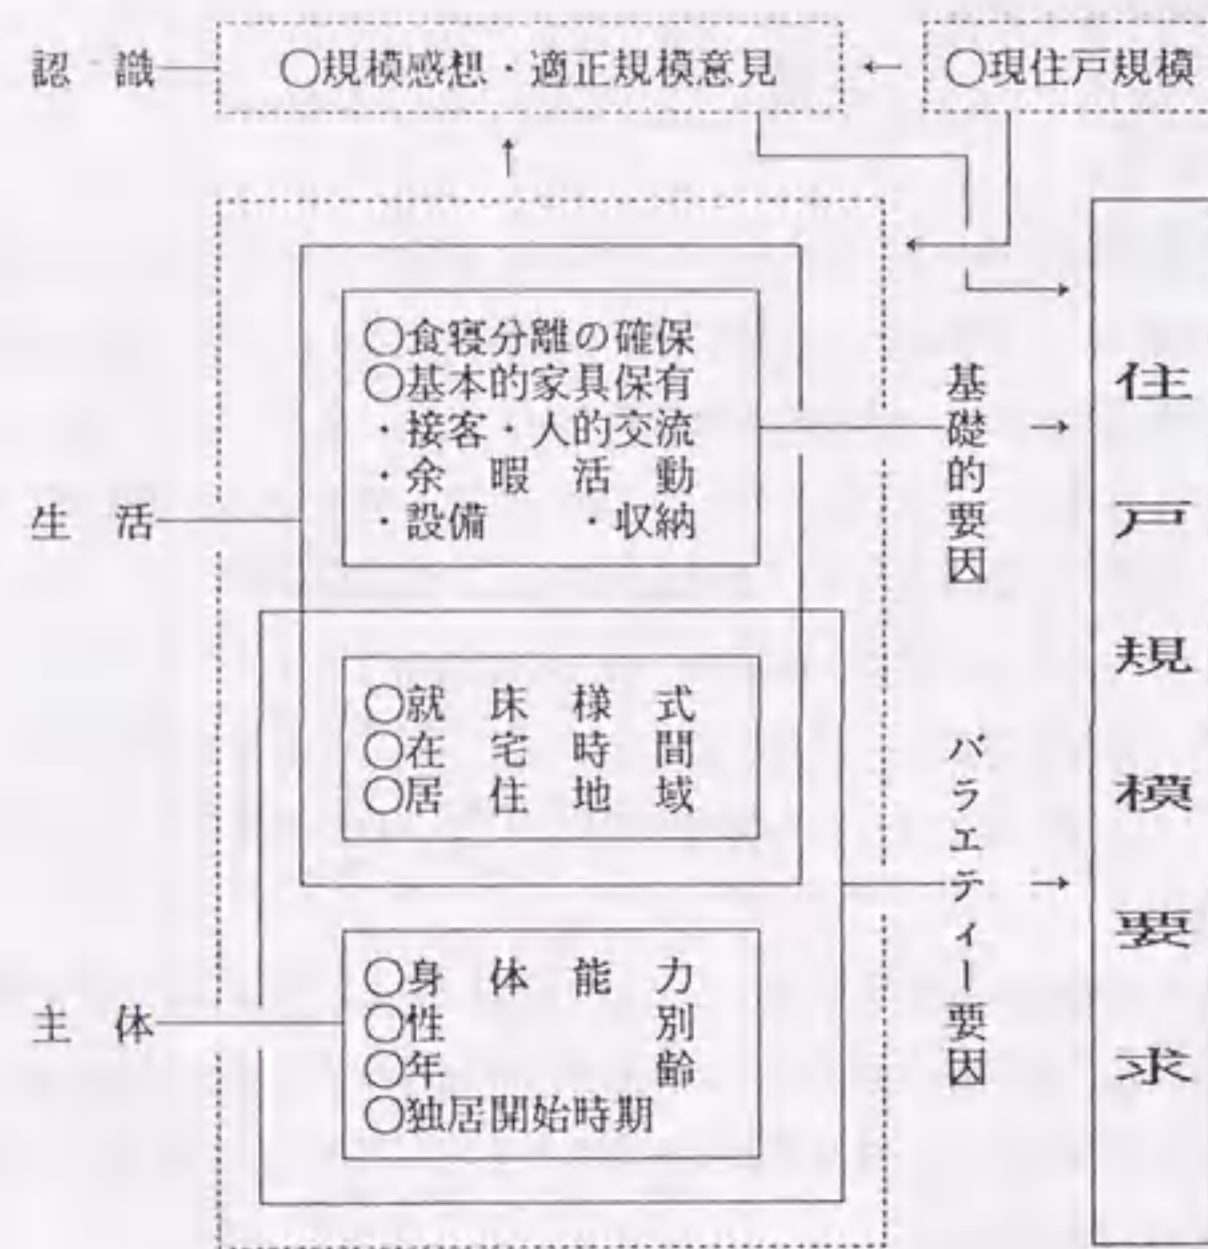 認識
○規模感想・適正規模意見 ← ○現住戸規模
↑
生活
○食寝分離の確保
○基本的家具保有
・接客・人的交流
・余暇活動
・設備 ・収納
基礎的要因
→
○就床様式
○在宅時間
○居住地域
バラエティー要因
→
主体
○身体能力
○性別
○年齢
○独居開始時期
住戸規模要求